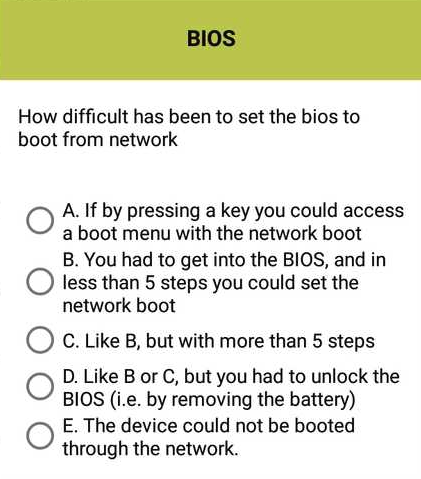 BIOS
How difficult has been to set the bios to
boot from network
A. If by pressing a key you could access
a boot menu with the network boot
B. You had to get into the BIOS, and in
less than 5 steps you could set the
network boot
C. Like B, but with more than 5 steps
D. Like B or C, but you had to unlock the
BIOS (i.e. by removing the battery)
E. The device could not be booted
through the network.